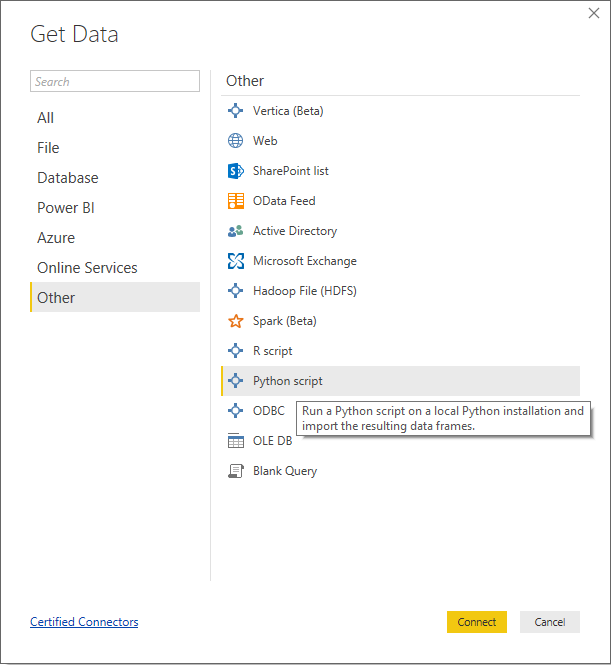 Get Data
Search
All
File
Database
Power BI
Azure
Online Services
Other
Other
Vertica (Beta)
Web
SharePoint list
OData Feed
Active Directory
Microsoft Exchange
Hadoop File (HDFS)
Spark (Beta)
R script
Python script
ODBC
Run a Python script on a local Python installation and
import the resulting data frames.
OLE DB
Blank Query
Certified Connectors
Connect
Cancel